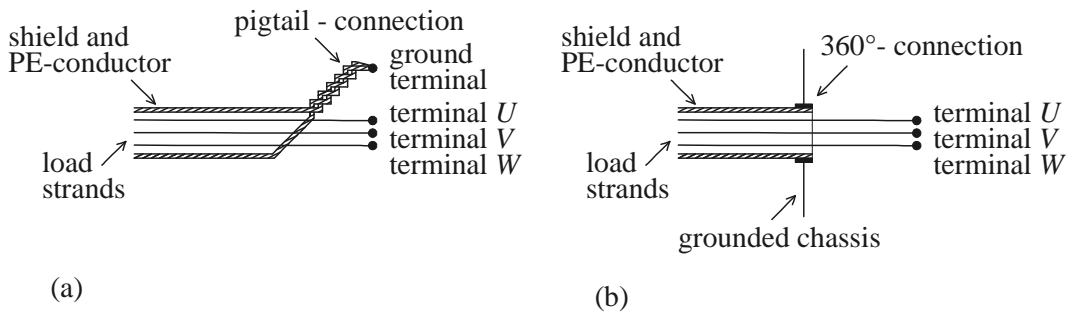 pigtail - connection
shield and
PE-conductor
ground
terminal
terminal U
terminal V
terminal W
load
strands
(a)
shield and
PE-conductor
360°- connection
terminal U
terminal V
terminal W
load
strands
grounded chassis
(b)